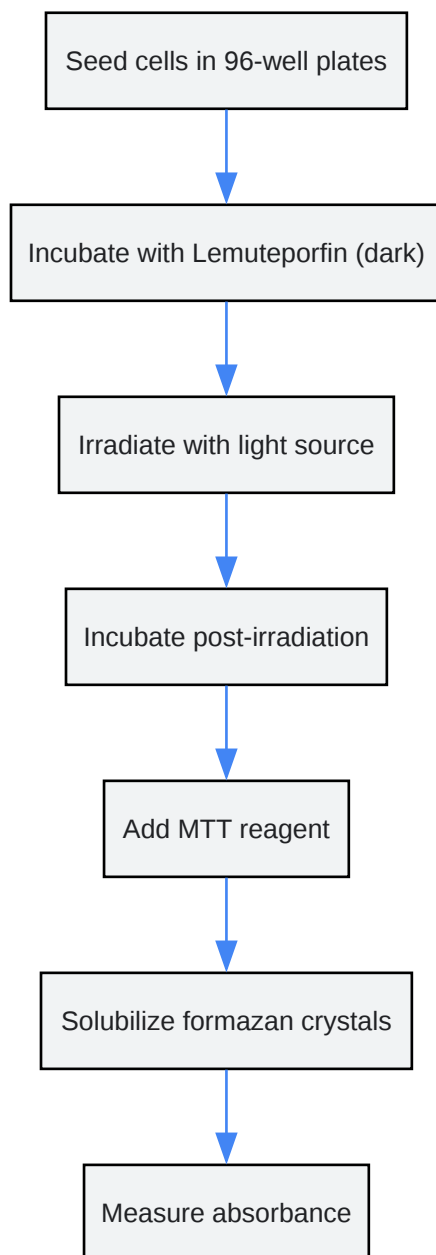 Seed cells in 96-well plates
Incubate with Lemuteporfin (dark)
Irradiate with light source
Incubate post-irradiation
Add MTT reagent
Solubilize formazan crystals
Measure absorbance